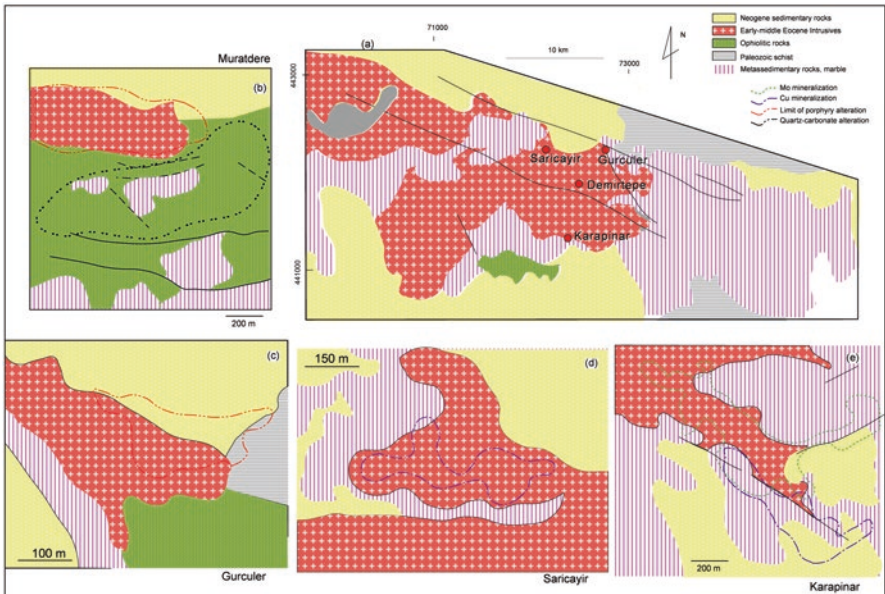 Muratdere
(b)
200 m
(a)
71000
10 km
73000
N
443000
441000
Saricayir
Gurculer
Demirtepe
Karapinar
Neogene sedimentary rocks
Early-middle Eocene Intrusives
Ophiolitic rocks
Paleozoic schist
Metassedimentary rocks, marble
Mo mineralization
Cu mineralization
Limit of porphyry alteration
Quartz-carbonate alteration
(c)
100 m
Gurculer
150 m
(d)
Saricayir
(e)
200 m
Karapinar